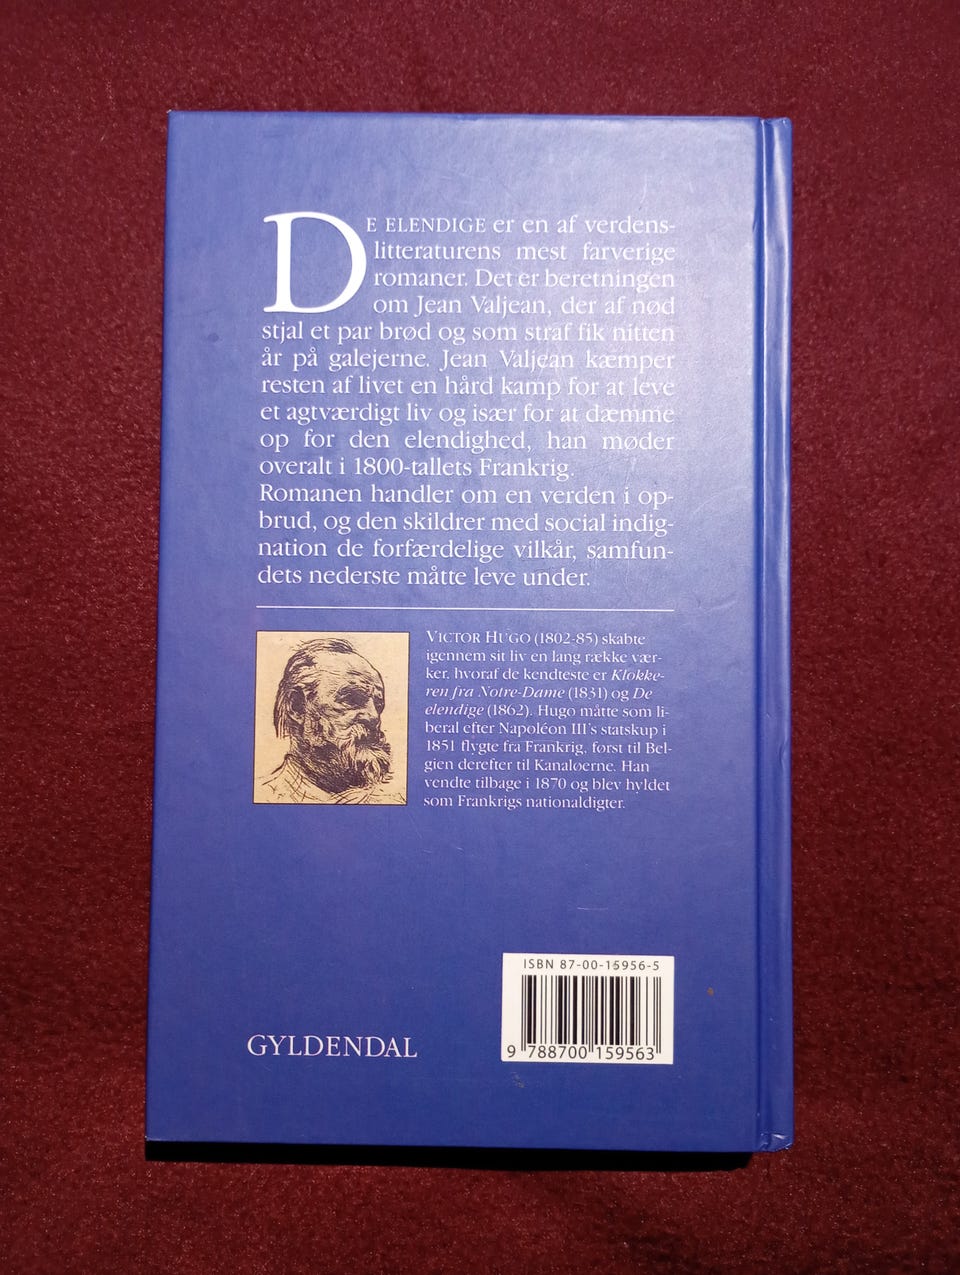 DE ELENDIGE er en af verdens-
litteraturens mest farverige
romaner. Det er beretningen
om Jean Valjean, der af nød
stjal et par brød og som straf fik nitten
år på galejerne. Jean Valjean kæmper
resten af livet en hård kamp for at leve
et agtværdigt liv og især for at dæmme
op for den elendighed, han møder
overalt i 1800-tallets Frankrig.
Romanen handler om en verden i op-
brud, og den skildrer med social indig-
nation de forfærdelige vilkår, samfun-
dets nederste måtte leve under.
VICTOR HUGO (1802-85) skabte
igennem sit liv en lang række vær-
ker, hvoraf de kendteste er Klokke-
ren fra Notre-Dame (1831) og De
elendige (1862). Hugo måtte som li-
beral efter Napoléon III's statskup i
1851 flygte fra Frankrig, først til Bel-
gien derefter til Kanaløerne. Han
vendte tilbage i 1870 og blev hyldet
som Frankrigs nationaldigter.
ISBN 87-00-15956-5
9 788700 159563
GYLDENDAL